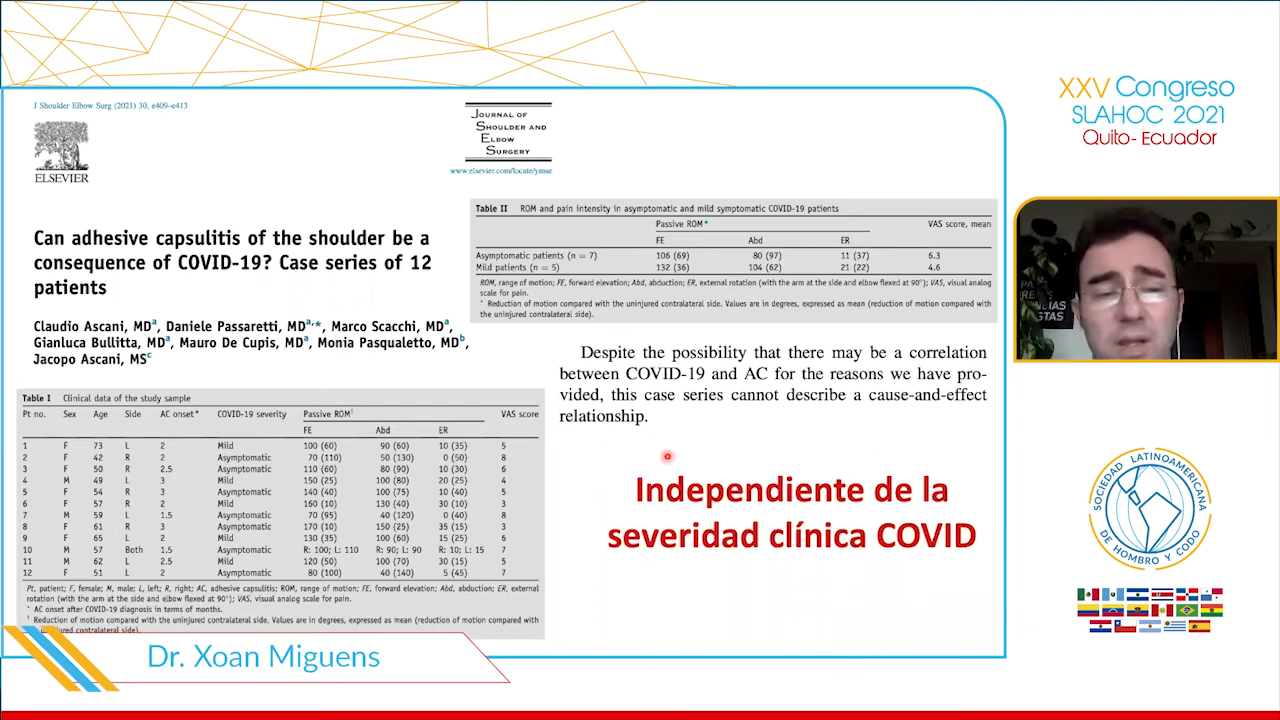 J Shoulder Elbow Surg (2021) 30, e409–e413
ELSEVIER
JOURNAL OF
SHOULDER AND
ELBOW
SURGERY
www.elsevier.com/locate/ymse
Can adhesive capsulitis of the shoulder be a
consequence of COVID-19? Case series of 12
patients
Claudio Ascani, MDa, Daniele Passaretti, MDa,*, Marco Scacchi, MDa,
Gianluca Bullitta, MDa, Mauro De Cupis, MDa, Monia Pasqualetto, MDb,
Jacopo Ascani, MSc
Table I Clinical data of the study sample
Pt no. Sex Age Side AC onset* COVID-19 severity Passive ROM† VAS score
FE Abd ER
1 F 73 L 2 Mild 100 (60) 90 (60) 10 (35) 5
2 F 42 R 2 Asymptomatic 70 (110) 50 (130) 0 (50) 8
3 F 50 R 2.5 Asymptomatic 110 (60) 80 (90) 10 (30) 6
4 M 49 L 3 Mild 150 (25) 100 (80) 20 (25) 4
5 F 54 R 3 Asymptomatic 140 (40) 100 (75) 10 (40) 5
6 F 57 R 2 Mild 160 (10) 130 (40) 30 (10) 3
7 M 59 L 1.5 Asymptomatic 70 (95) 40 (120) 0 (40) 8
8 F 61 R 3 Asymptomatic 170 (10) 150 (25) 35 (15) 3
9 F 65 L 2 Mild 130 (35) 100 (60) 15 (25)
10 M 57 Both 1.5 Asymptomatic R: 100; L: 110 R: 90; L: 90 R: 10; L: 15 7
11 M 62 L 2.5 Mild 120 (50) 100 (70) 30 (15) 5
12 F 51 L 2 Asymptomatic 80 (100) 40 (140) 5 (45) 7
Pt, patient; F, female; M, male; L, left; R, right; AC, adhesive capsulitis; ROM, range of motion; FE, forward elevation; Abd, abduction; ER, external
rotation (with the arm at the side and elbow flexed at 90°); VAS, visual analog scale for pain.
* AC onset after COVID-19 diagnosis in terms of months.
† Reduction of motion compared with the uninjured contralateral side. Values are in degrees, expressed as mean (reduction of motion compared with
the uninjured contralateral side).
Table II ROM and pain intensity in asymptomatic and mild symptomatic COVID-19 patients
Passive ROM* VAS score, mean
FE Abd ER
Asymptomatic patients (n = 7) 106 (69) 80 (97) 11 (37) 6.3
Mild patients (n = 5) 132 (36) 104 (62) 21 (22) 4.6
ROM, range of motion; FE, forward elevation; Abd, abduction; ER, external rotation (with the arm at the side and elbow flexed at 90°); VAS, visual analog
scale for pain.
* Reduction of motion compared with the uninjured contralateral side. Values are in degrees, expressed as mean (reduction of motion compared with
the uninjured contralateral side).
Despite the possibility that there may be a correlation
between COVID-19 and AC for the reasons we have pro-
vided, this case series cannot describe a cause-and-effect
relationship.
Independiente de la
severidad clínica COVID
Dr. Xoan Miguens
XXV Congreso
SLAHOC 2021
Quito- Ecuador
SOCIEDAD LATINOAMERICANA
DE HOMBRO Y CODO